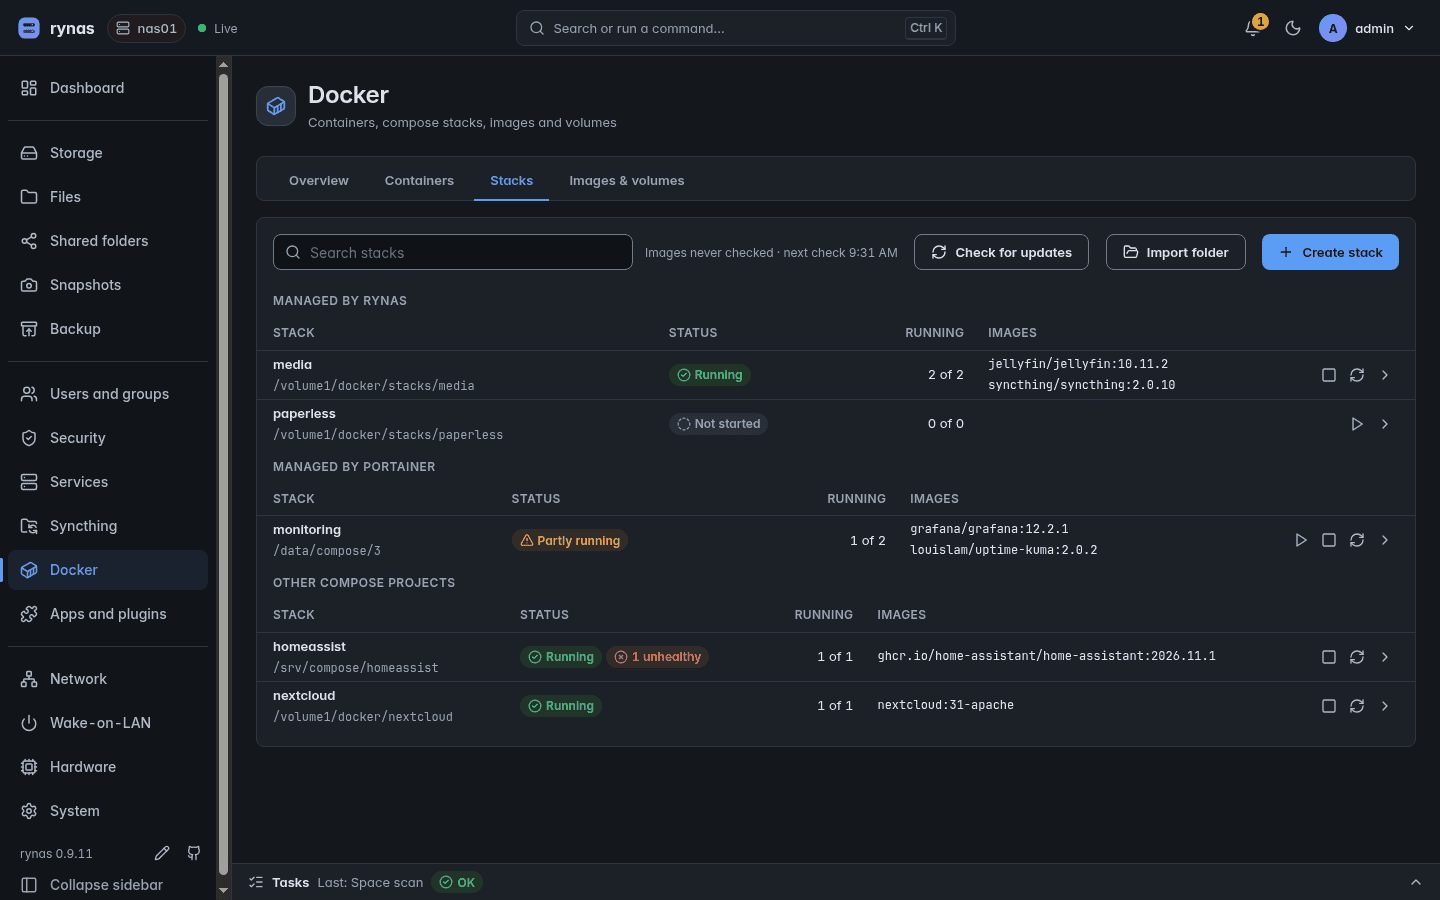 rynas
nas01
Live
Search or run a command...
Ctrl K
1
A
admin
Dashboard
Storage
Files
Shared folders
Snapshots
Backup
Users and groups
Security
Services
Syncthing
Docker
Apps and plugins
Network
Wake-on-LAN
Hardware
System
rynas 0.9.11
Collapse sidebar
Docker
Containers, compose stacks, images and volumes
Overview
Containers
Stacks
Images & volumes
Search stacks
Images never checked · next check 9:31 AM
Check for updates
Import folder
Create stack
MANAGED BY RYNAS
STACK STATUS RUNNING IMAGES
media
/volume1/docker/stacks/media
Running
2 of 2
jellyfin/jellyfin:10.11.2
syncthing/syncthing:2.0.10
paperless
/volume1/docker/stacks/paperless
Not started
0 of 0
MANAGED BY PORTAINER
STACK STATUS RUNNING IMAGES
monitoring
/data/compose/3
Partly running
1 of 2
grafana/grafana:12.2.1
louislam/uptime-kuma:2.0.2
OTHER COMPOSE PROJECTS
STACK STATUS RUNNING IMAGES
homeassist
/srv/compose/homeassist
Running
1 unhealthy
1 of 1
ghcr.io/home-assistant/home-assistant:2026.11.1
nextcloud
/volume1/docker/nextcloud
Running
1 of 1
nextcloud:31-apache
Tasks
Last: Space scan
OK